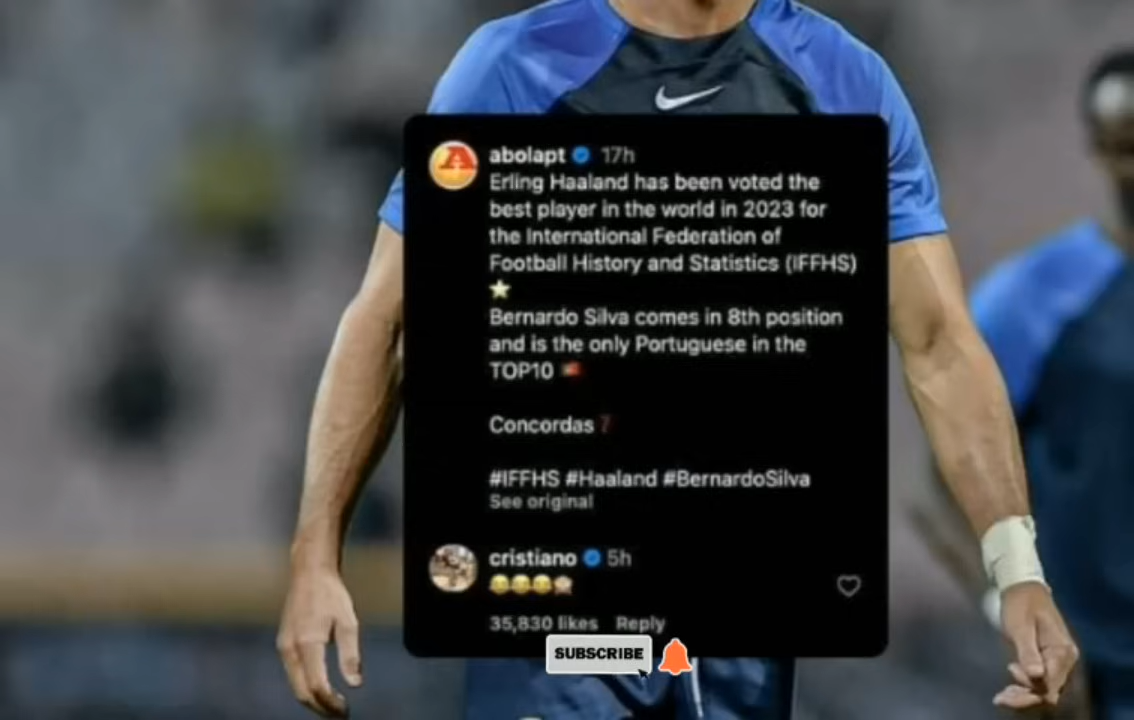 abolapt 17h
Erling Haaland has been voted the
best player in the world in 2023 for
the International Federation of
Football History and Statistics (IFFHS)
⭐
Bernardo Silva comes in 8th position
and is the only Portuguese in the
TOP10 🇵🇹
Concordas ❓
#IFFHS #Haaland #BernardoSilva
See original
cristiano 5h
😂😂😂🙈
35,830 likes Reply
SUBSCRIBE